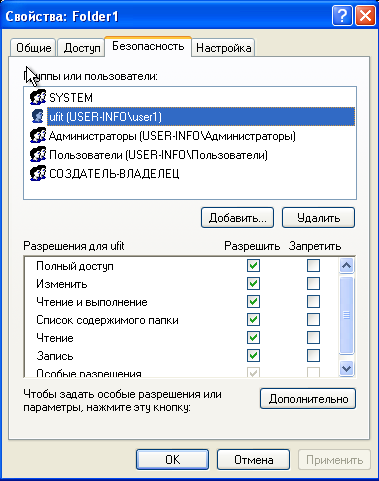 Свойства: Folder1
Общие Доступ Безопасность Настройка
Группы или пользователи:
SYSTEM
ufit (USER-INFO\user1)
Администраторы (USER-INFO\Администраторы)
Пользователи (USER-INFO\Пользователи)
СОЗДАТЕЛЬ-ВЛАДЕЛЕЦ
Добавить... Удалить
Разрешения для ufit Разрешить Запретить
Полный доступ
Изменить
Чтение и выполнение
Список содержимого папки
Чтение
Запись
Особые разрешения
Чтобы задать особые разрешения или
параметры, нажмите эту кнопку:
Дополнительно
OK Отмена Применить